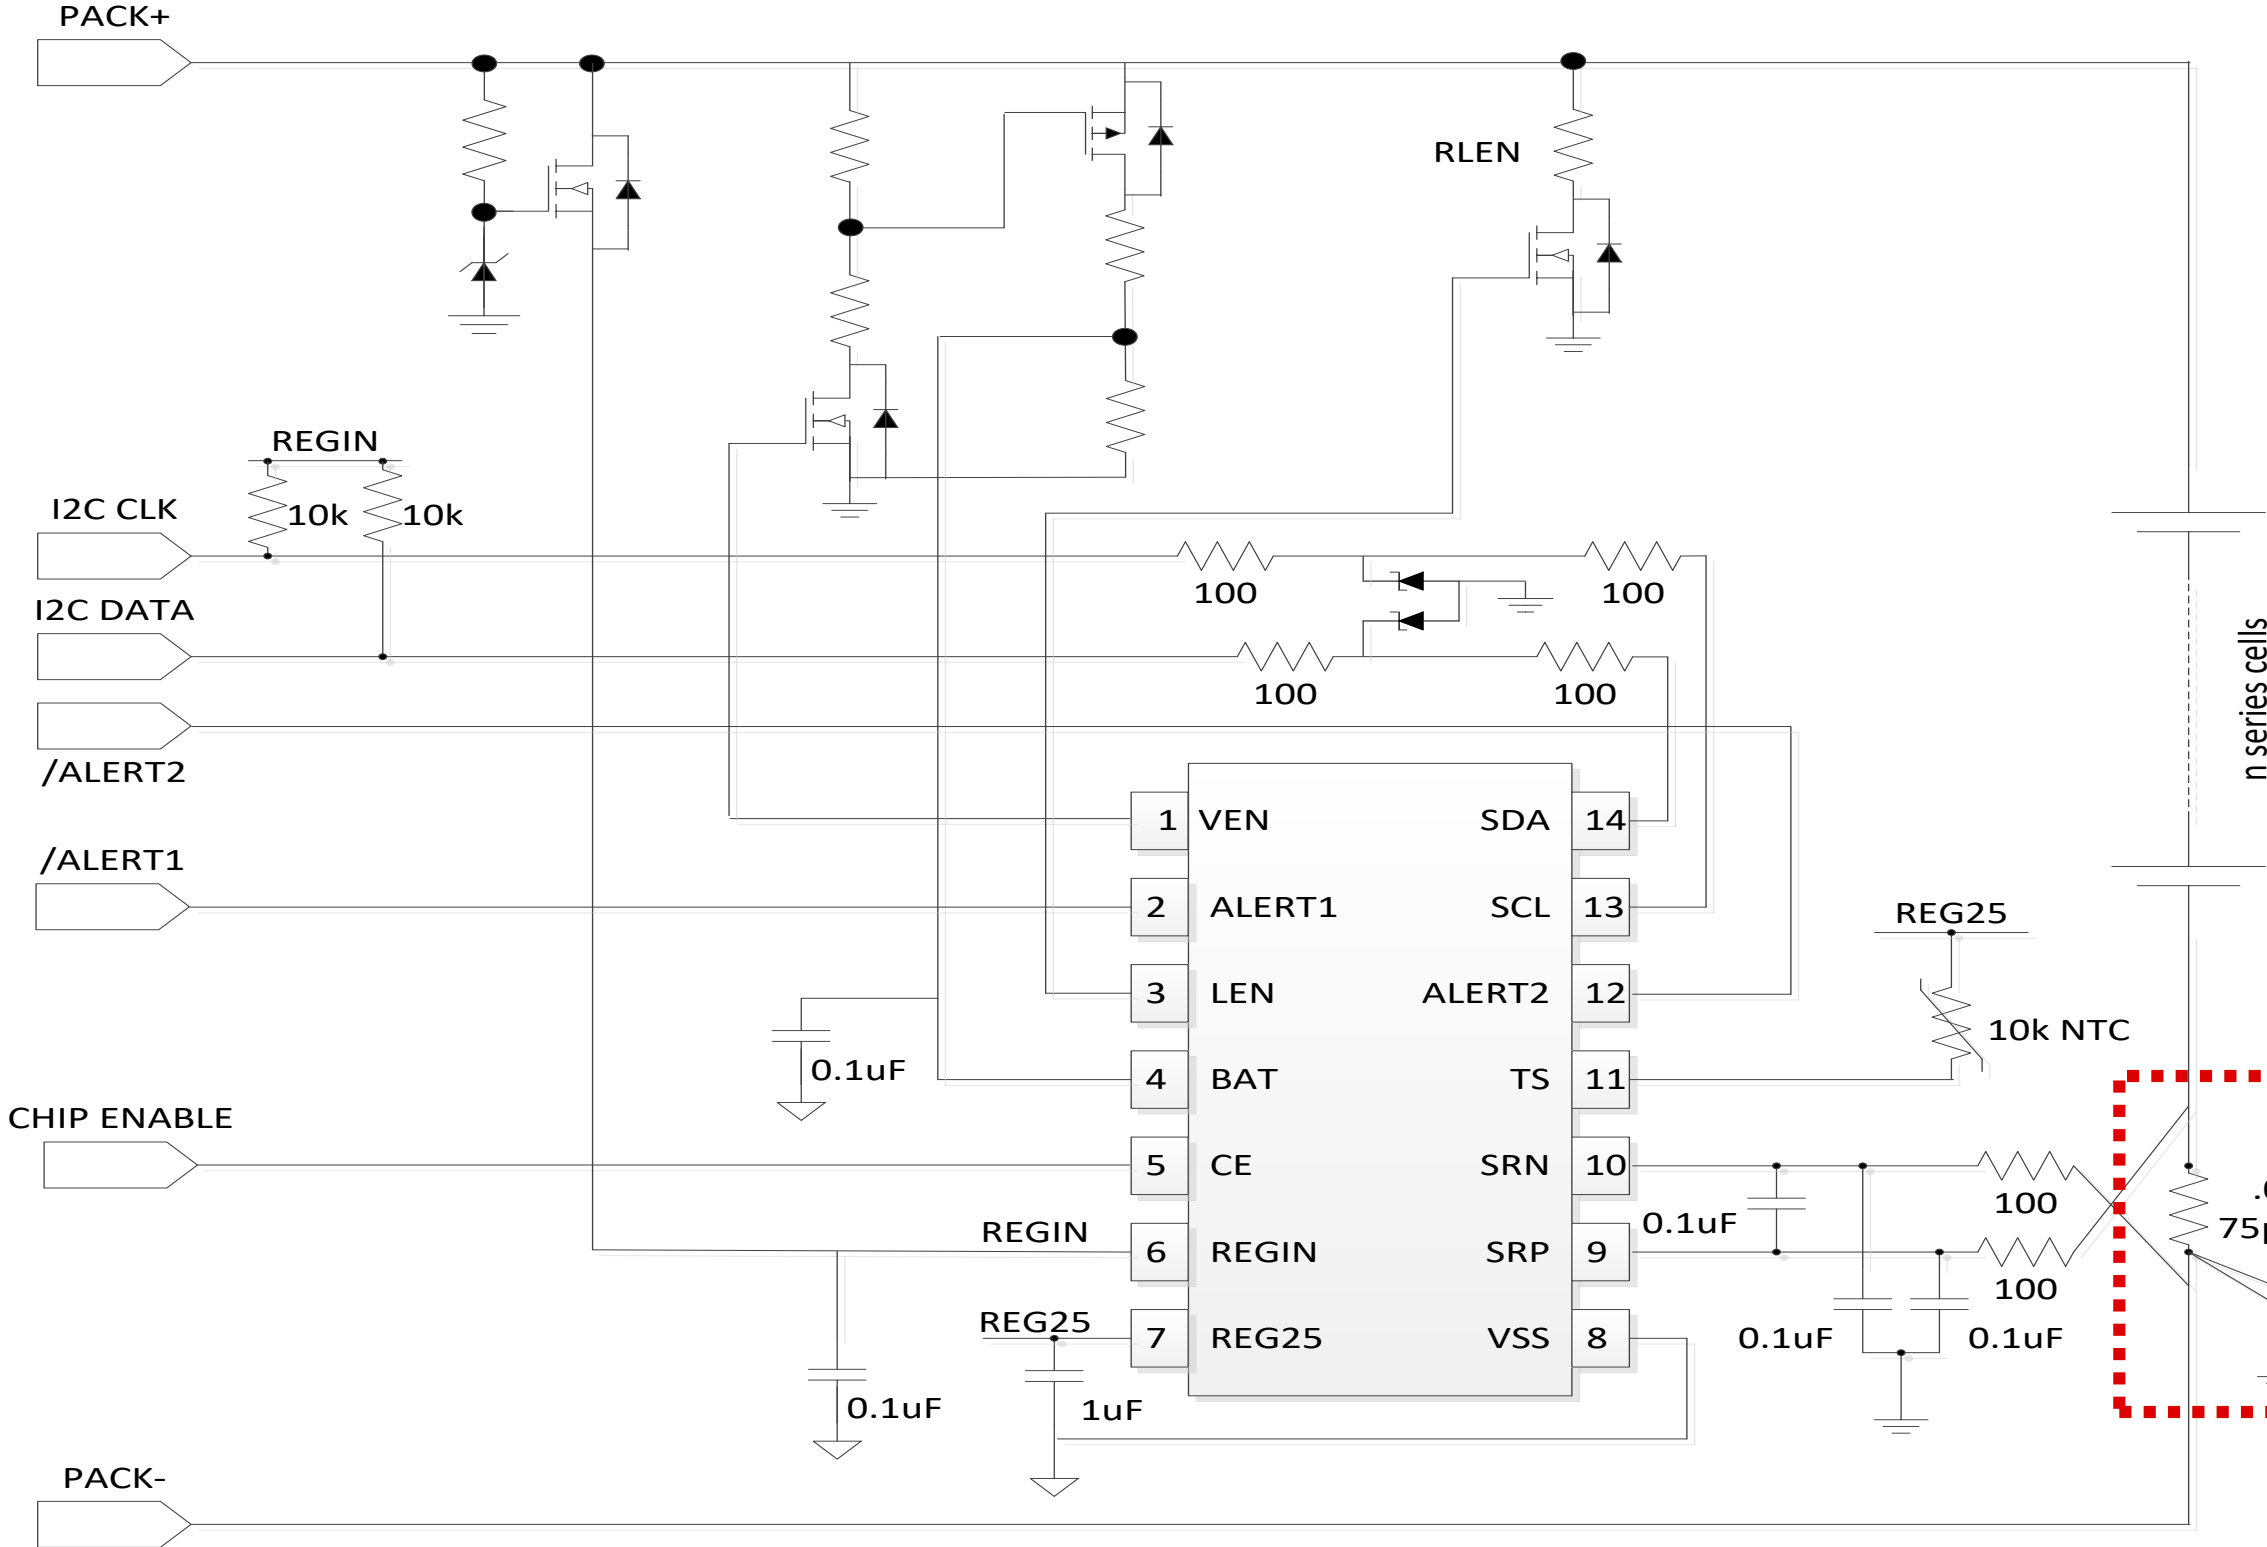 PACK+
RLEN
REGIN
I2C CLK
10k
10k
I2C DATA
100
100
100
100
n series cells
/ALERT2
/ALERT1
1 VEN
SDA 14
2 ALERT1
SCL 13
3 LEN
ALERT2 12
4 BAT
TS 11
5 CE
SRN 10
6 REGIN
SRP 9
7 REG25
VSS 8
REG25
10k NTC
0.1uF
CHIP ENABLE
REGIN
0.1uF
100
100
75
REG25
0.1uF
0.1uF
0.1uF
1uF
PACK-